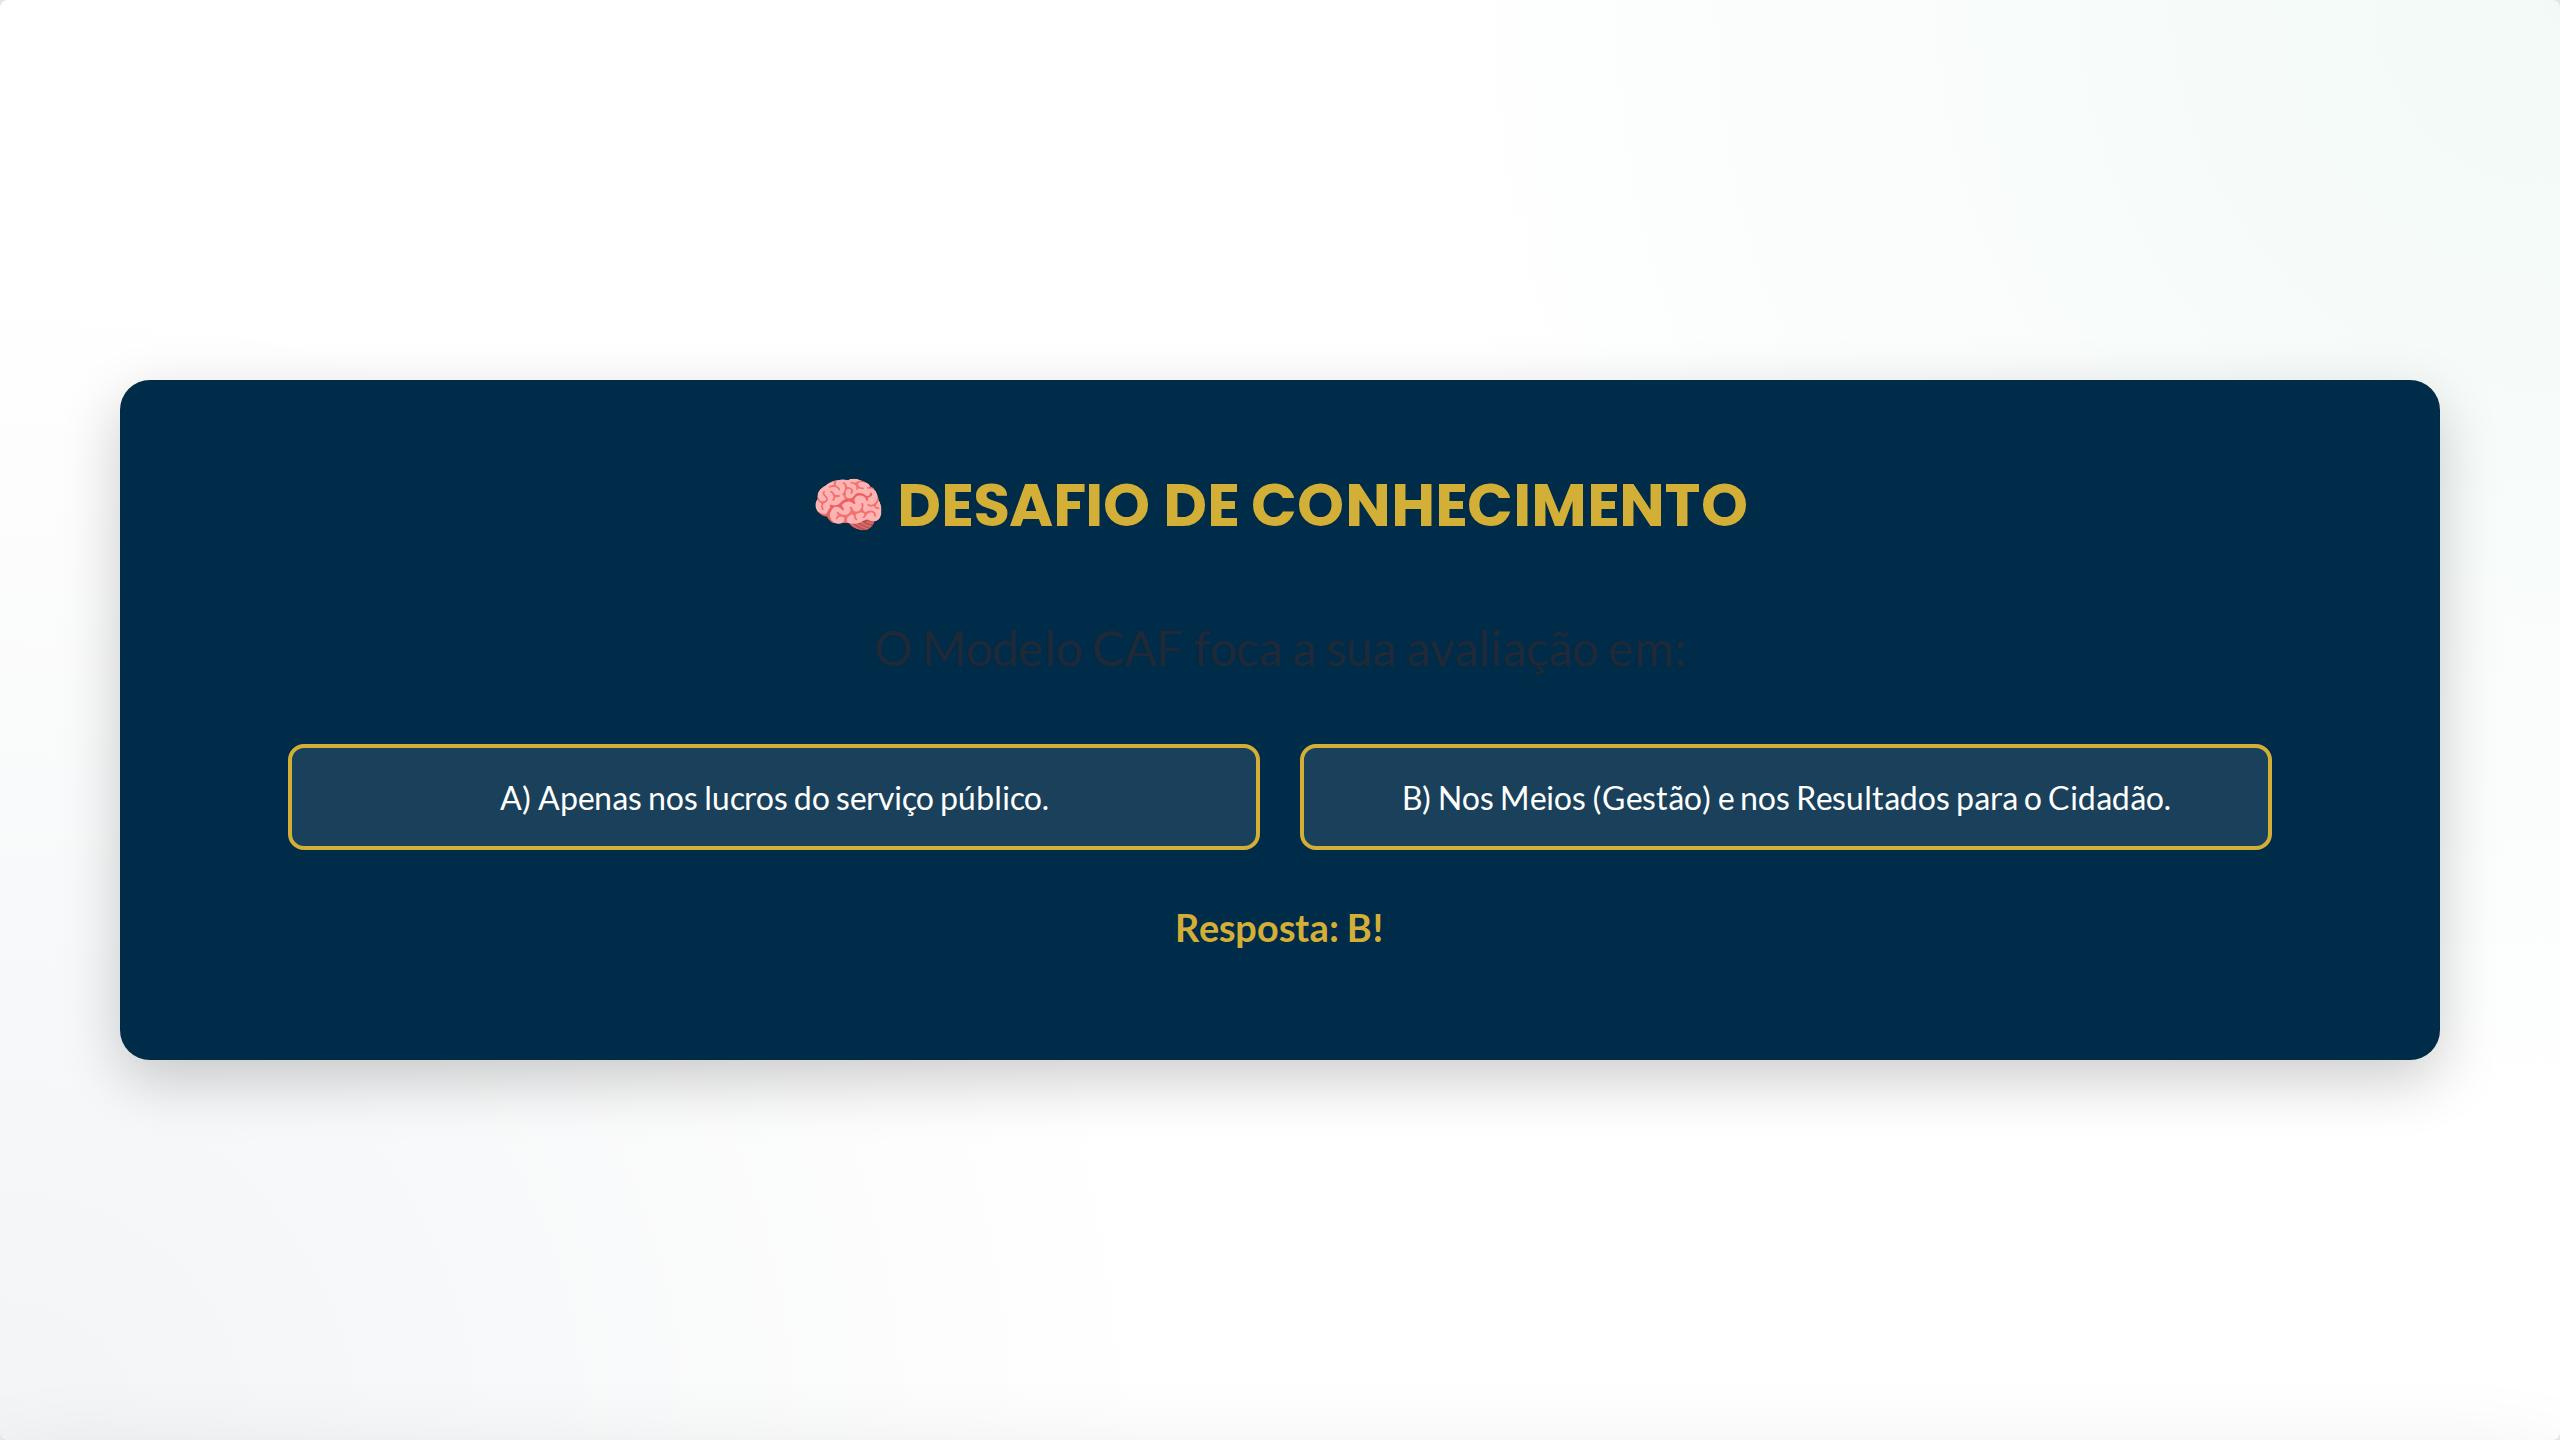 🧠 DESAFIO DE CONHECIMENTO
O Modelo CAF foca a sua avaliação em:
A) Apenas nos lucros do serviço público.
B) Nos Meios (Gestão) e nos Resultados para o Cidadão.
Resposta: B!